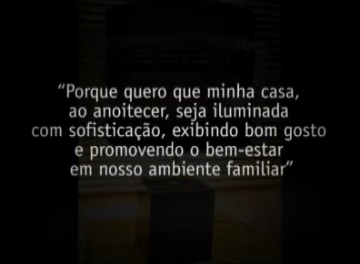 “Porque quero que minha casa,
ao anoitecer, seja iluminada
com sofisticação, exibindo bom gosto
e promovendo o bem-estar
em nosso ambiente familiar”